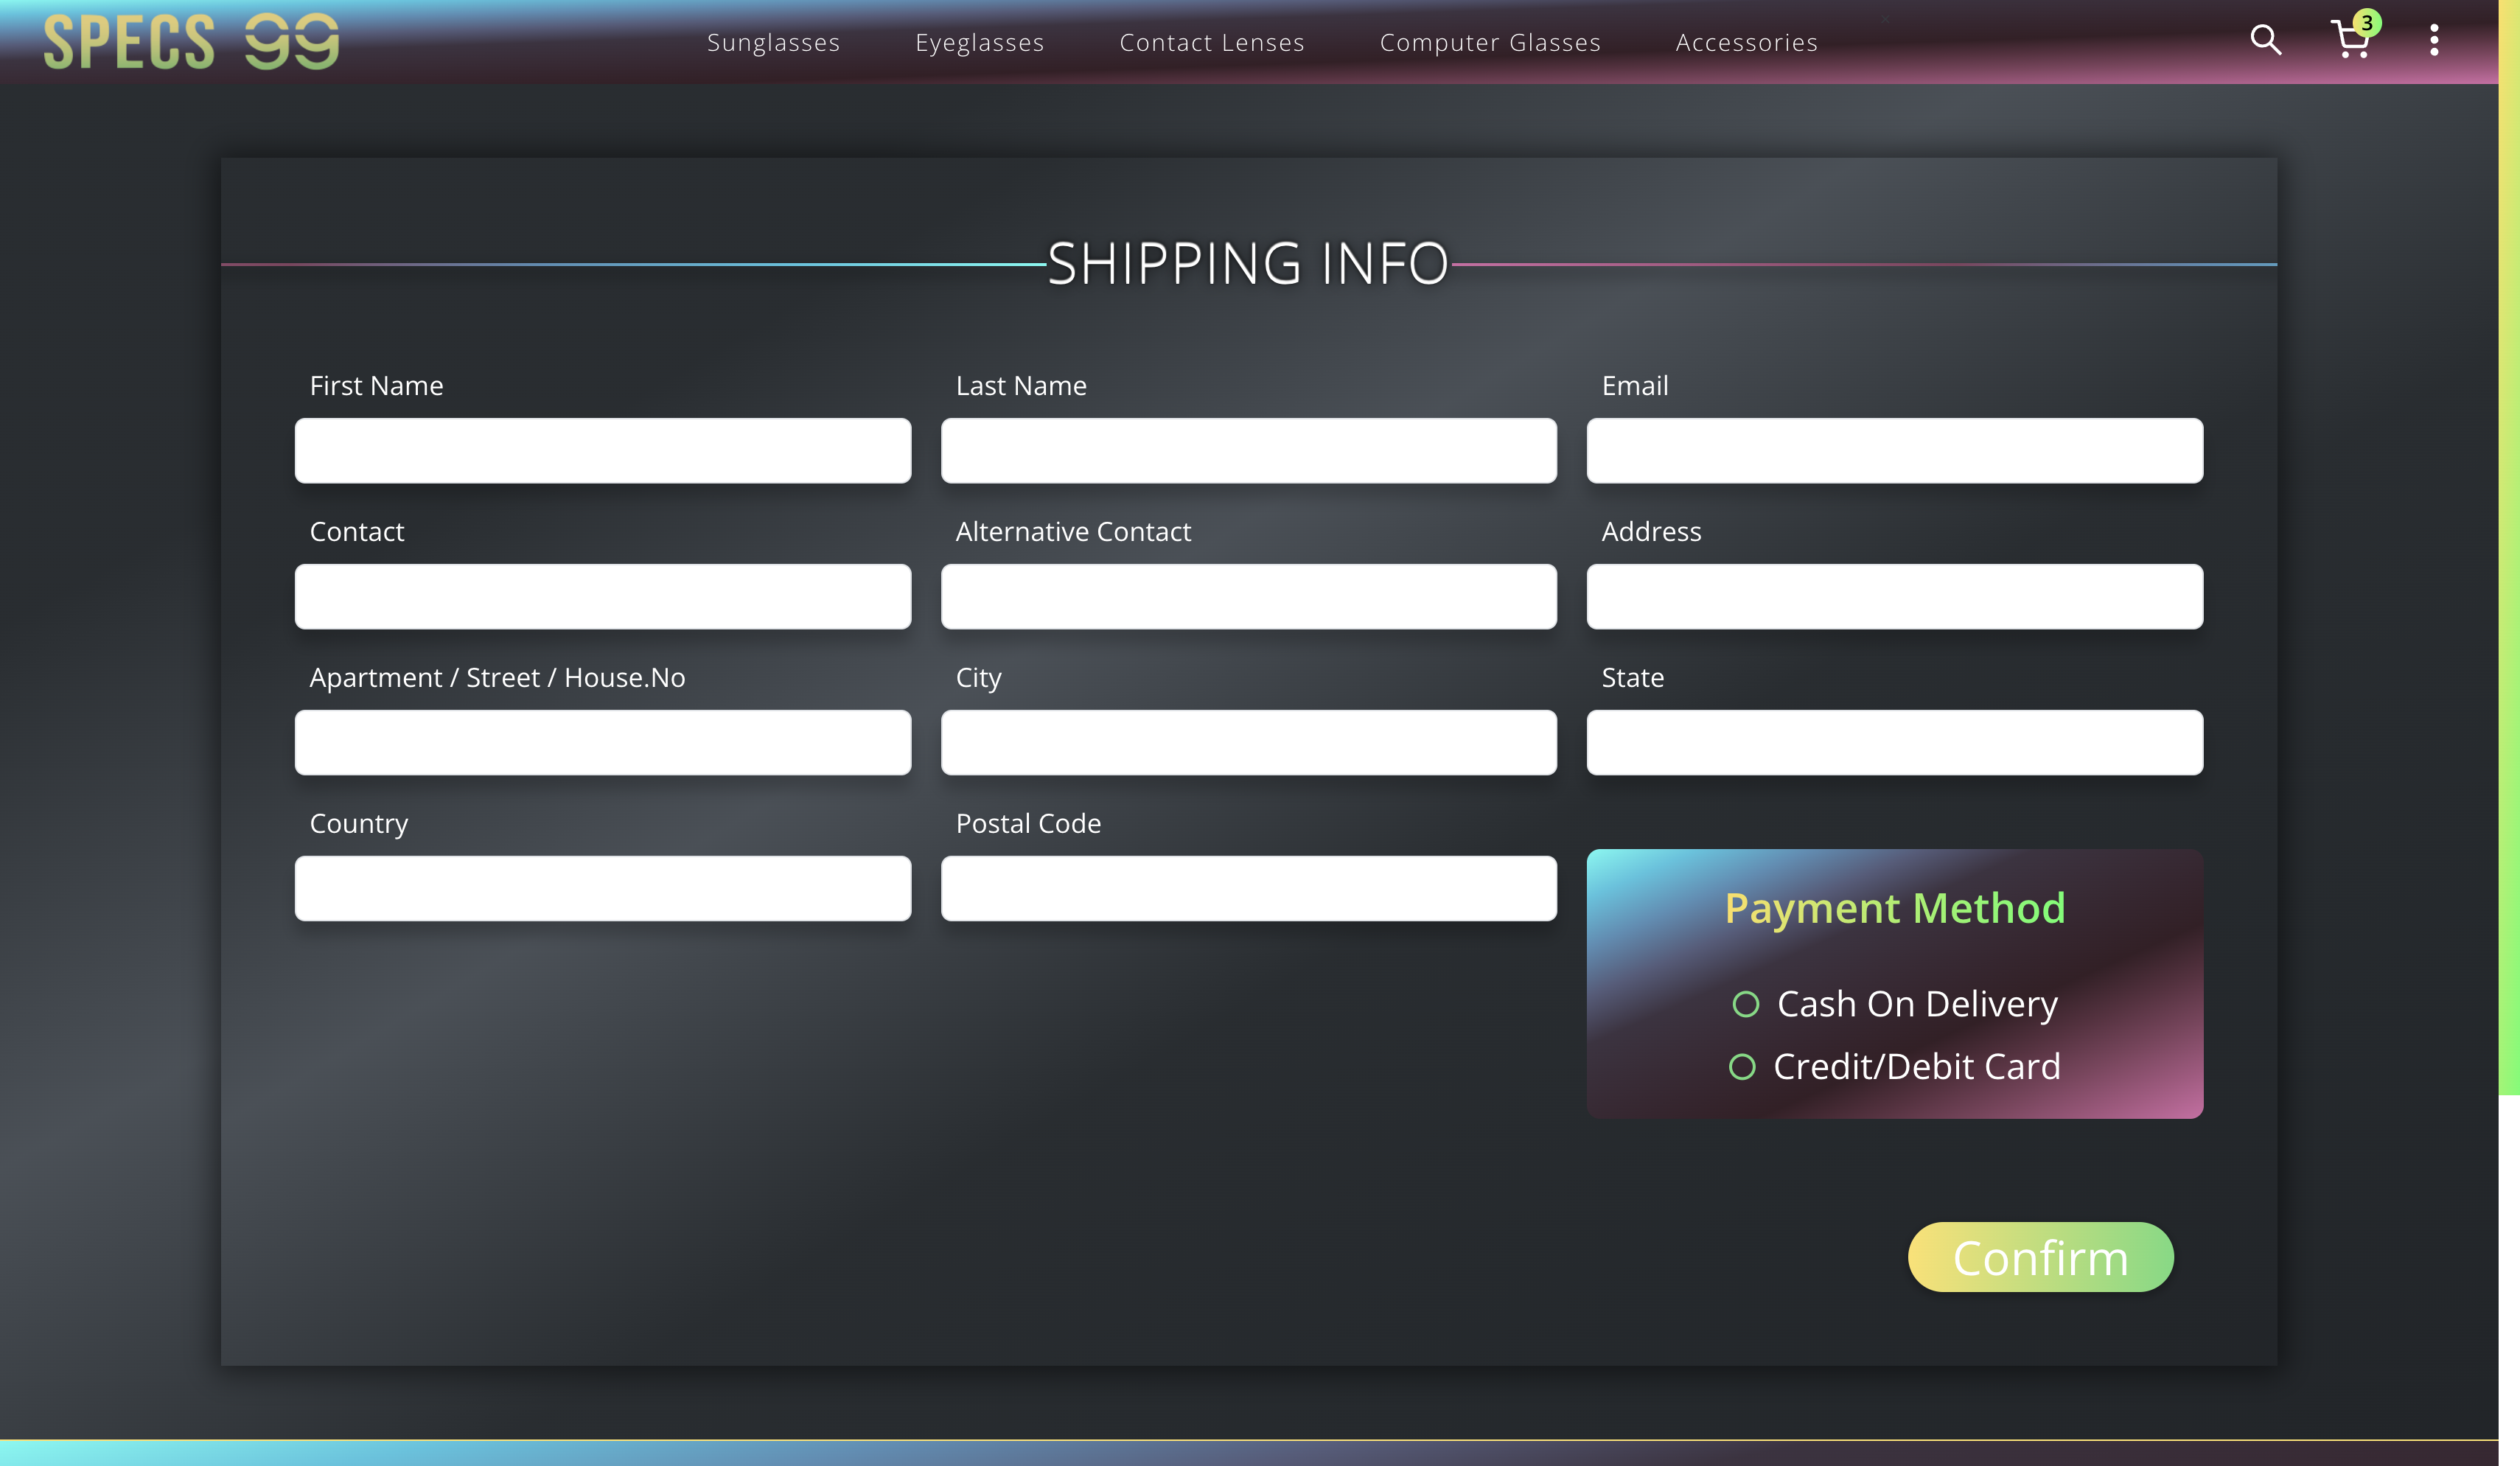 SPECS 99
Sunglasses Eyeglasses Contact Lenses Computer Glasses Accessories
3
SHIPPING INFO
First Name Last Name Email
Contact Alternative Contact Address
Apartment / Street / House.No City State
Country Postal Code
Payment Method
Cash On Delivery
Credit/Debit Card
Confirm